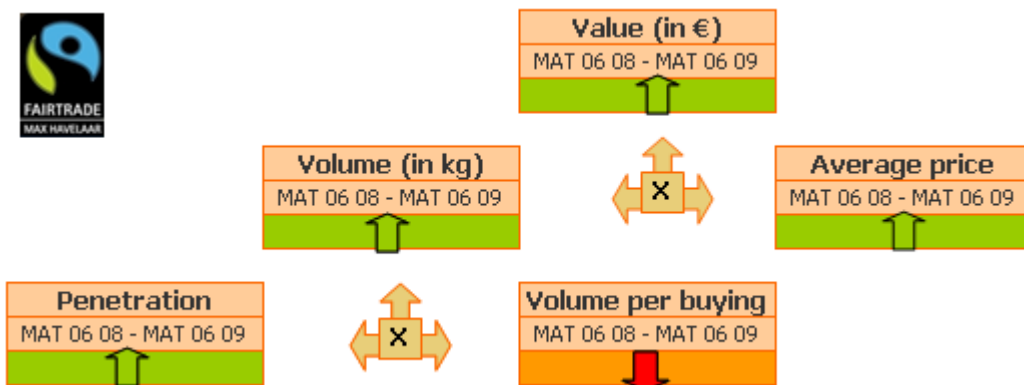 Value (in €)
MAT 06 08 - MAT 06 09
FAIRTRADE
MAX HAVELAAR
Volume (in kg)
MAT 06 08 - MAT 06 09
X
Average price
MAT 06 08 - MAT 06 09
Penetration
MAT 06 08 - MAT 06 09
X
Volume per buying
MAT 06 08 - MAT 06 09